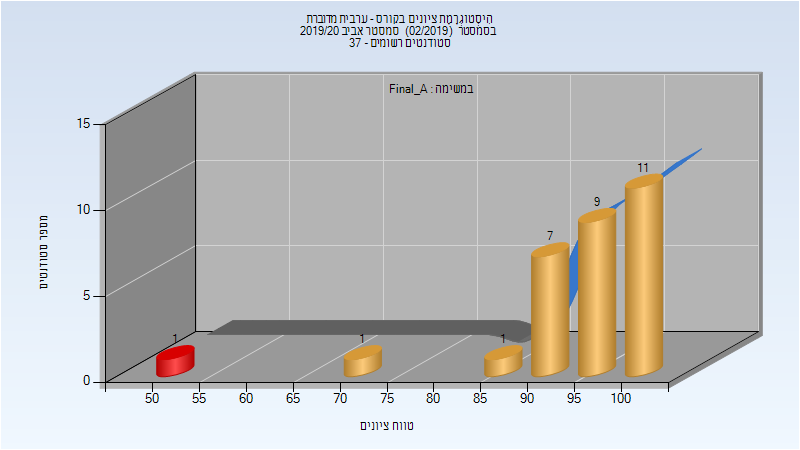 הִיסְטוֹגְרָמַת ציונים בקורס - ערבית מדוברת
בסמסטר (02/2019) סמסטר אביב 2019/20
סטודנטים רשומים - 37
במשימה : Final_A
מספר סטודנטים
15
10
5
0
1
1
1
7
9
11
50 55 60 65 70 75 80 85 90 95 100
טווח ציונים